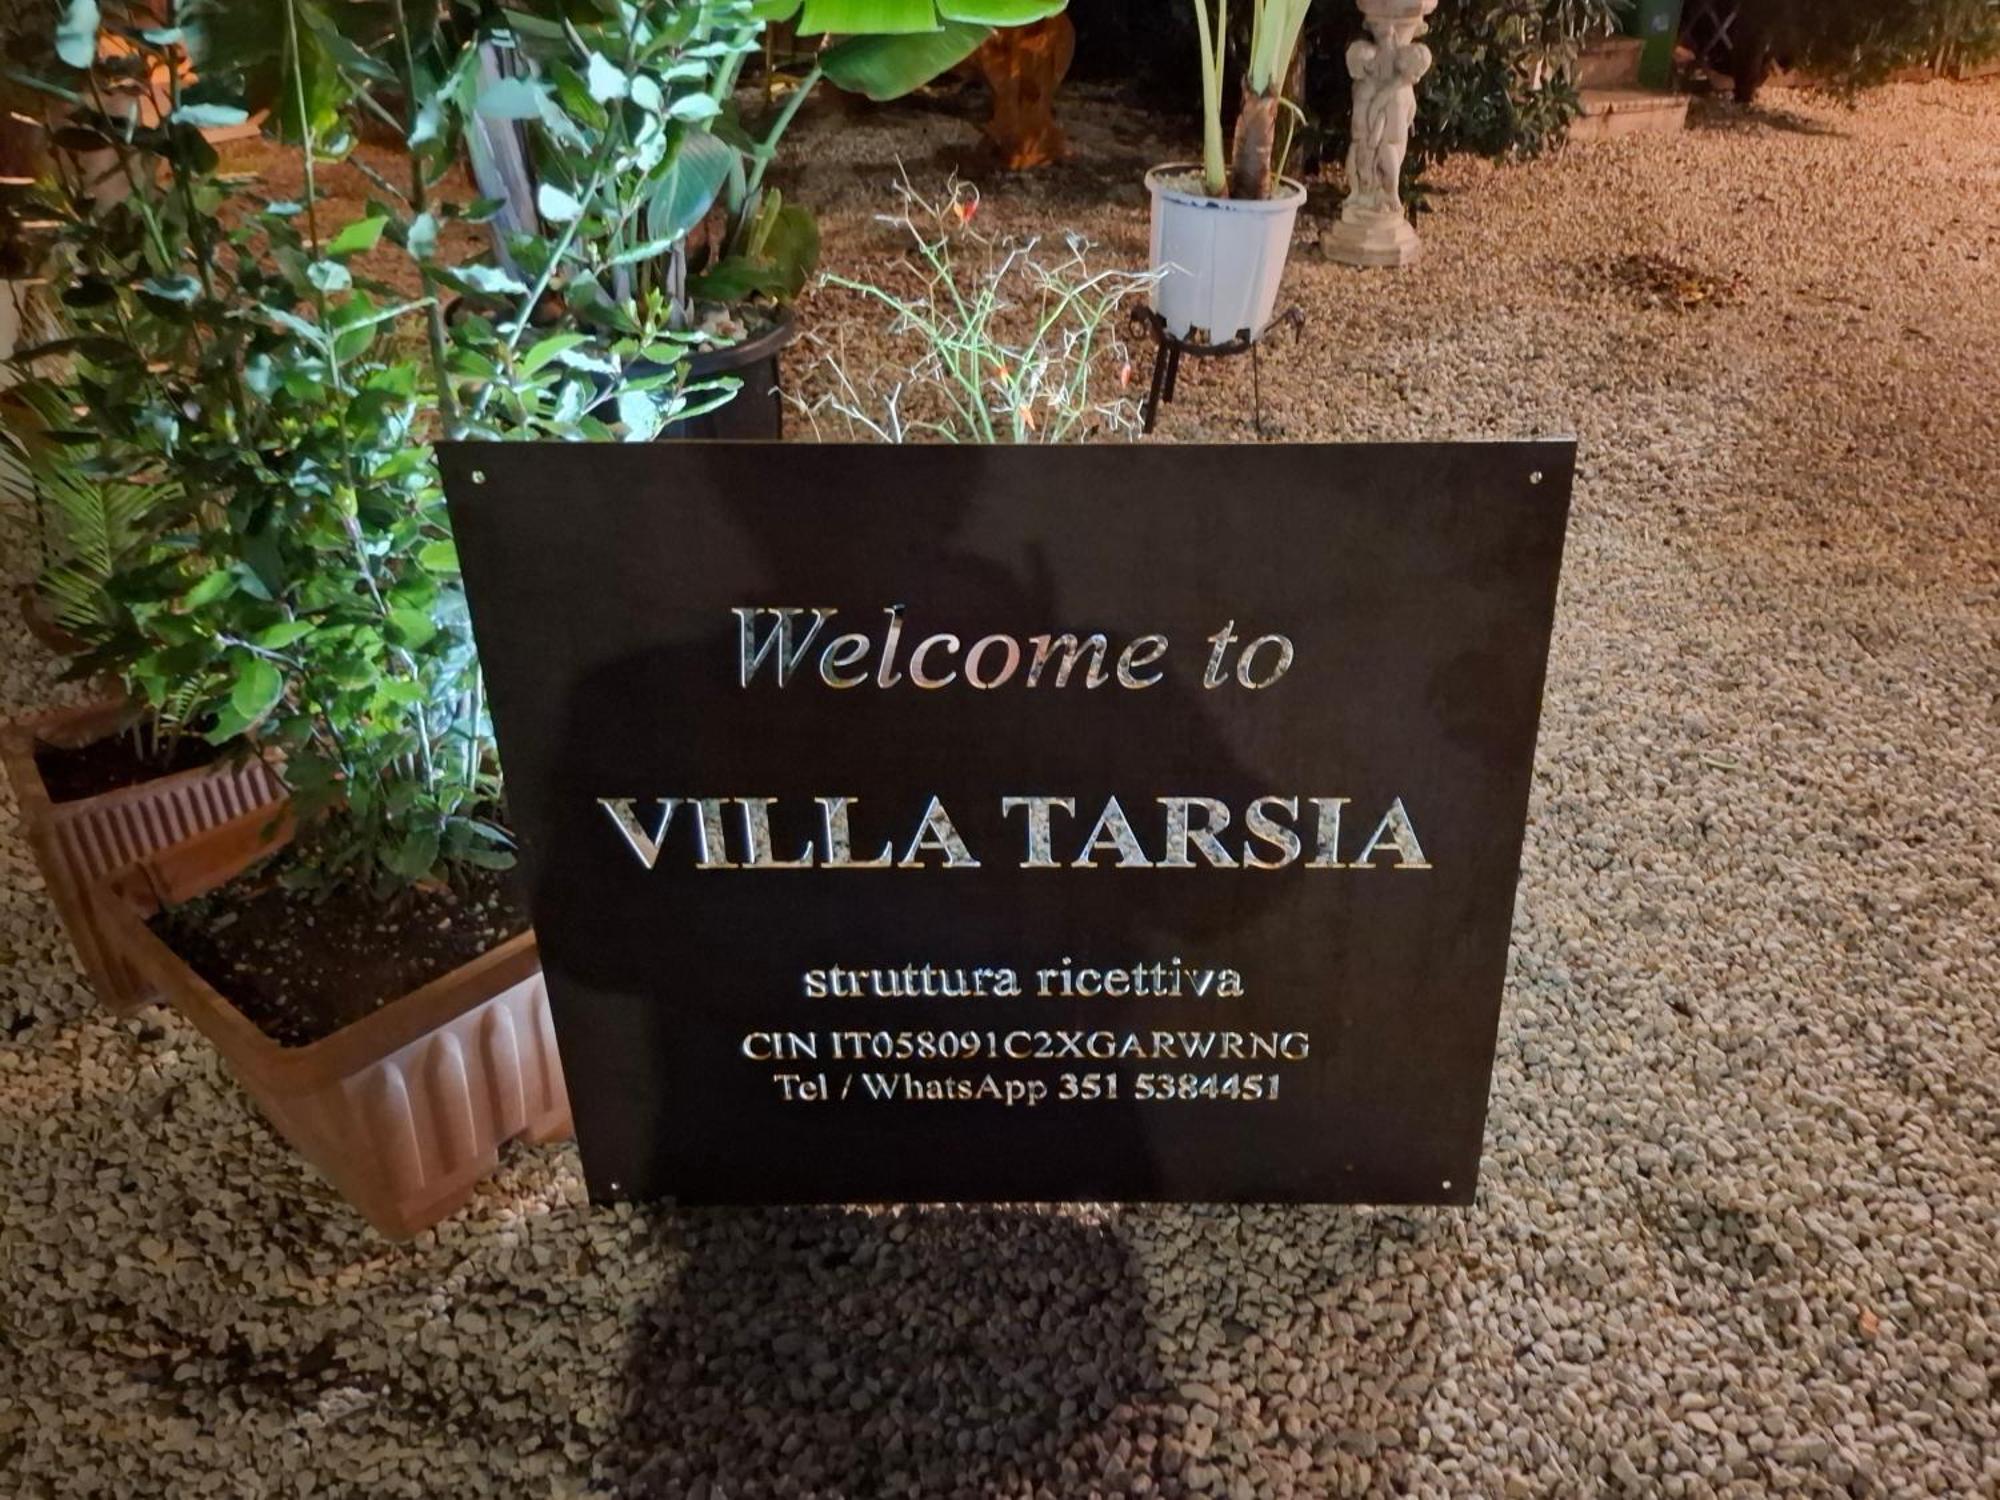 Welcome to
VILLA TARSIA
struttura ricettiva
CIN IT058091C2XGARWRNG
Tel / WhatsApp 351 5384451